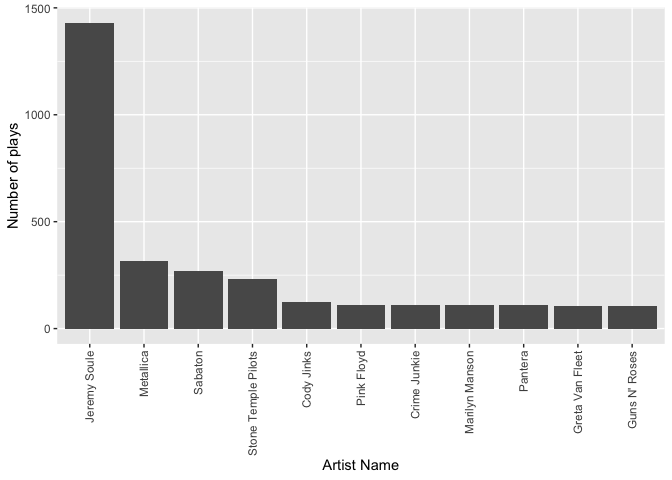 1500
1000
500
0
Number of plays
Jeremy Soule
Metallica
Sabaton
Stone Temple Pilots
Cody Jinks
Pink Floyd
Crime Junkie
Marilyn Manson
Pantera
Greta Van Fleet
Guns N' Roses
Artist Name